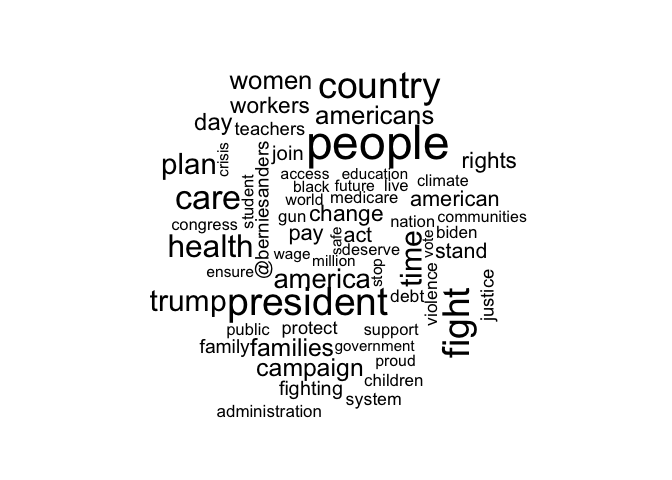 women
country
workers
americans
day
teachers
people
crisis
join
plan
rights
@berniesanders
access
education
climate
black
future
live
care
student
world
medicare
american
gun
change
nation
communities
congress
pay
safe
act
vote
biden
health
deserve
time
stand
wage
million
ensure
america
stop
violence
justice
trump
president
debt
fight
public
protect
support
family
families
government
campaign
proud
fighting
children
system
administration